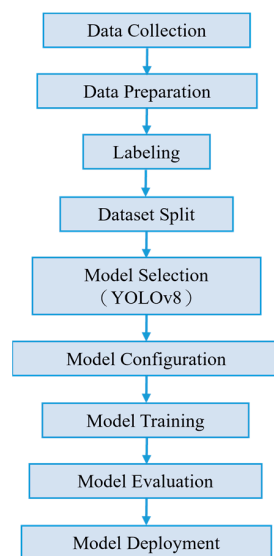 Data Collection
Data Preparation
Labeling
Dataset Split
Model Selection
（YOLOv8）
Model Configuration
Model Training
Model Evaluation
Model Deployment